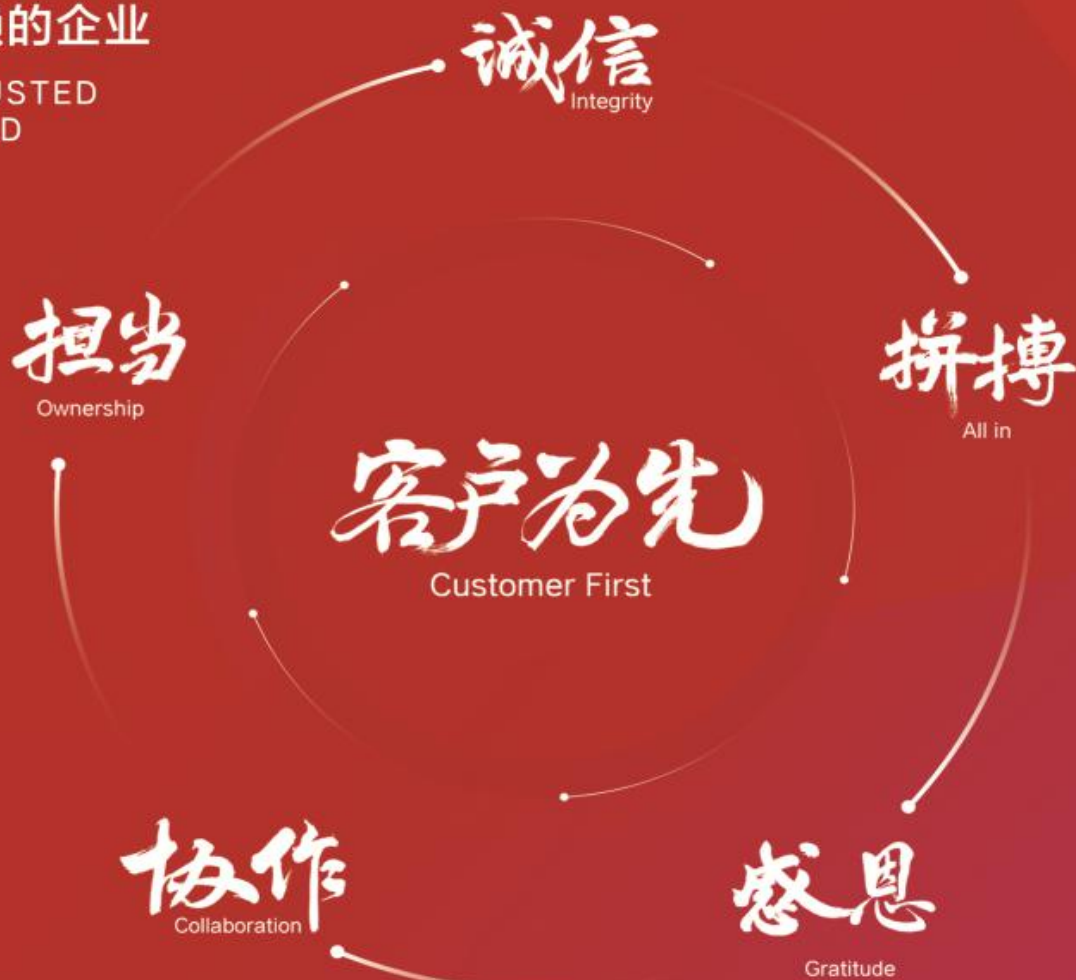 的企业
STED
D
诚信
Integrity
担当
Ownership
拼搏
All in
客户为先
Customer First
协作
Collaboration
感恩
Gratitude